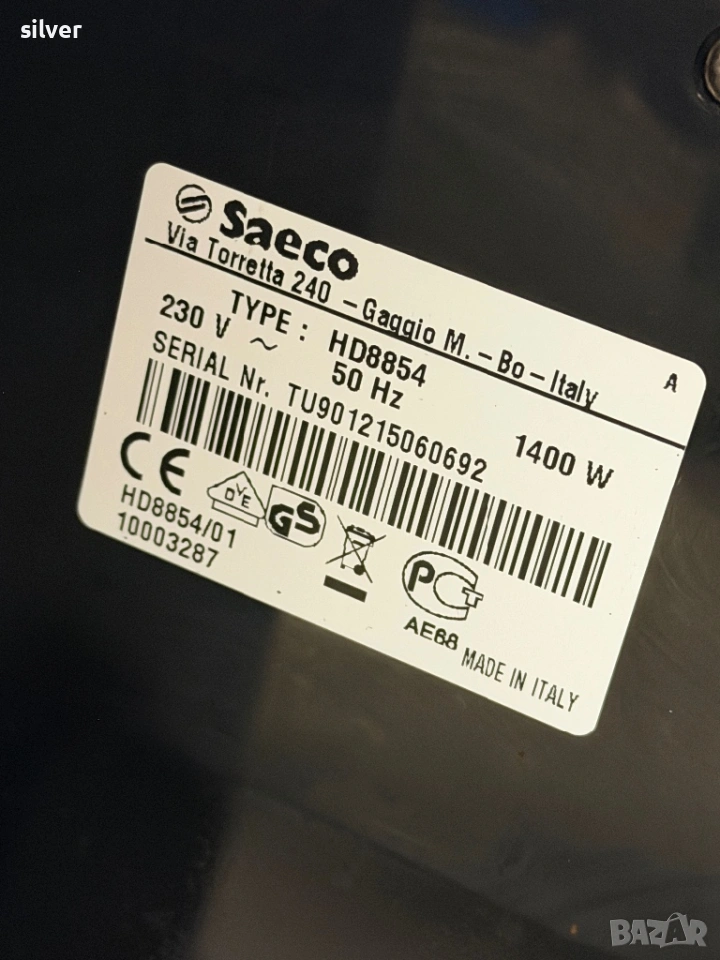 silver
Saeco
Via Torretta 240 - Gaggio M. - Bo - Italy
A
TYPE : HD8854
230 V ~ 50 Hz 1400 W
SERIAL Nr. TU901215060692
CE
D V E
GS
HD8854/01
10003287
PCT
AE68
MADE IN ITALY
BAZAR